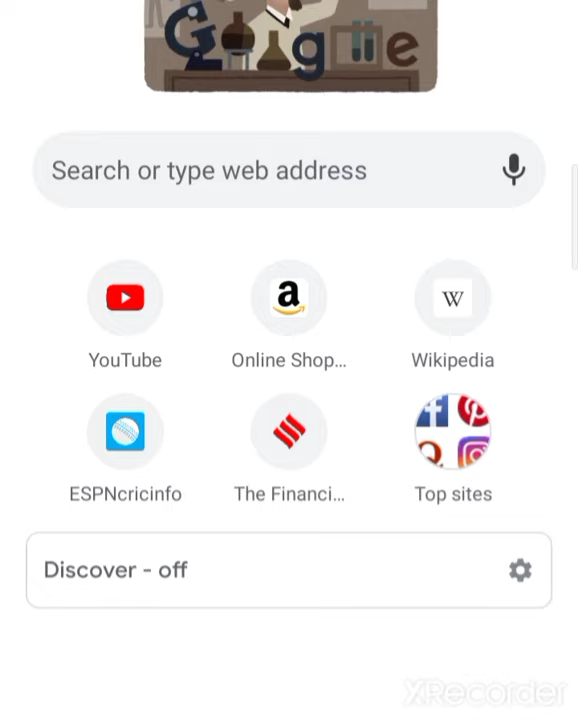 Google
Search or type web address
a
W
YouTube
Online Shop...
Wikipedia
ESPNcricinfo
The Financi...
Top sites
Discover - off
XRecorder